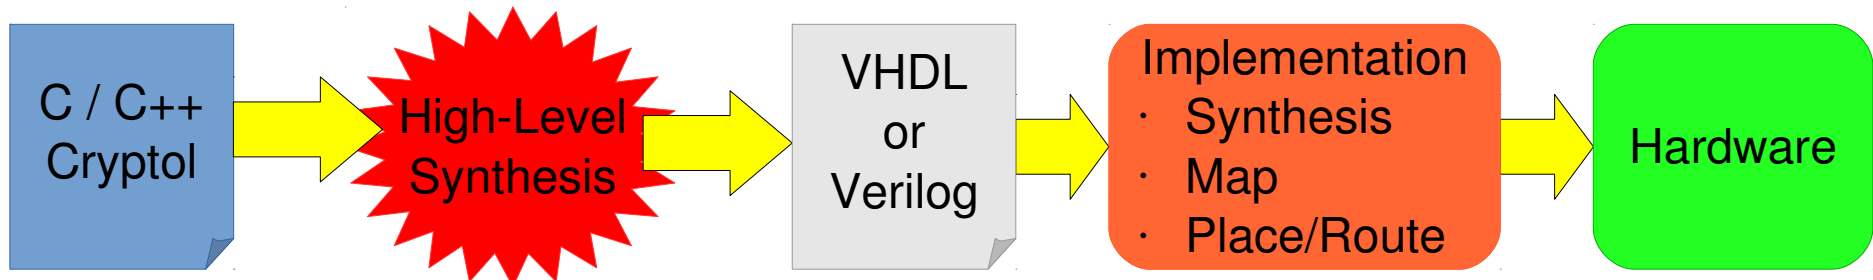 C / C++
Cryptol
High-Level
Synthesis
VHDL
or
Verilog
Implementation
· Synthesis
· Map
· Place/Route
Hardware